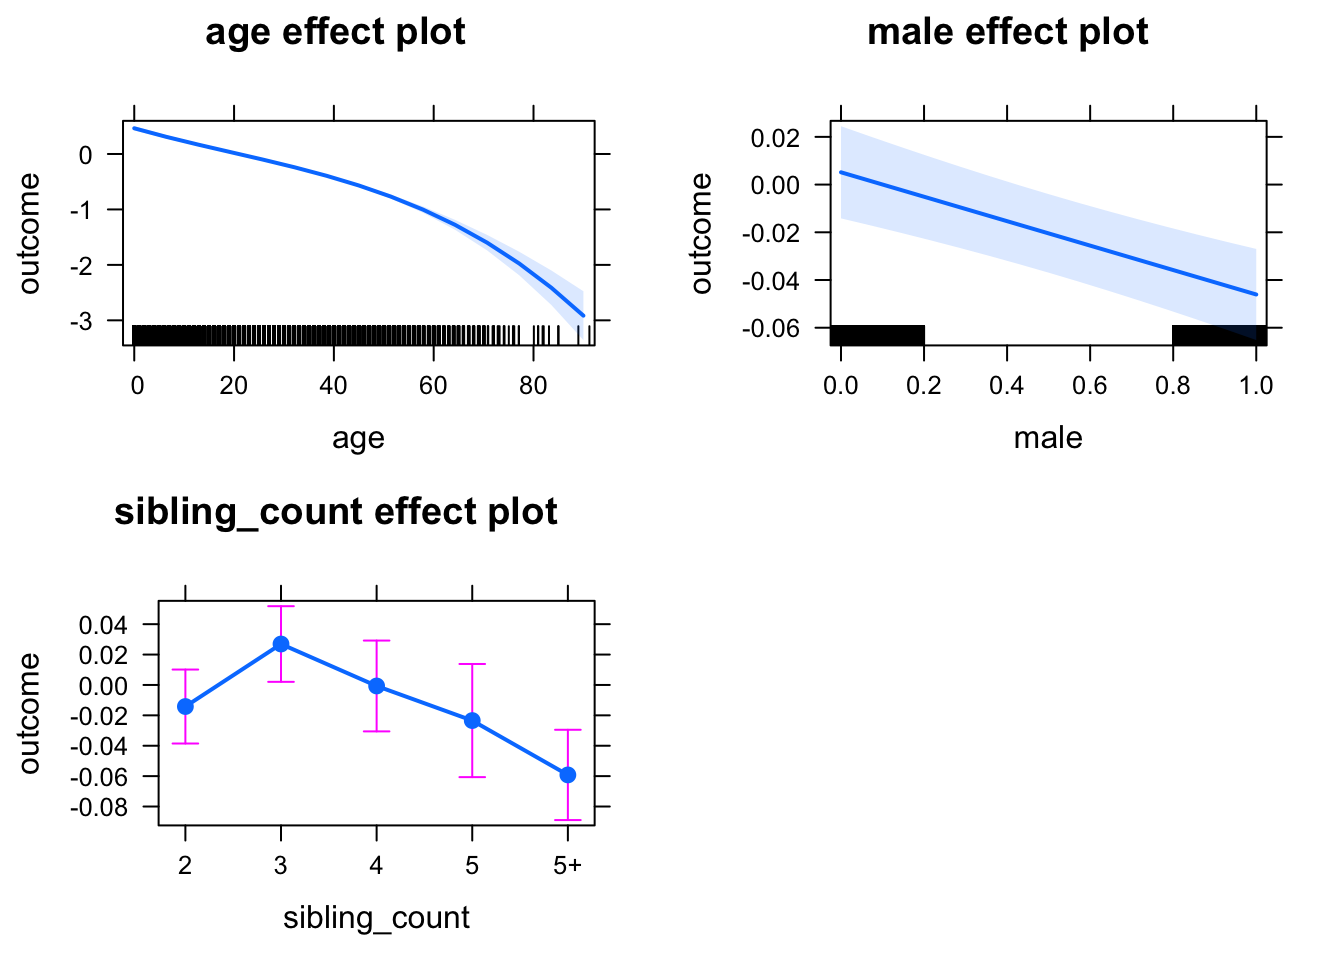 age effect plot
outcome
0
-1
-2
-3
0 20 40 60 80
age
male effect plot
outcome
0.02
0.00
-0.02
-0.04
-0.06
0.0 0.2 0.4 0.6 0.8 1.0
male
sibling_count effect plot
outcome
0.04
0.02
0.00
-0.02
-0.04
-0.06
-0.08
2 3 4 5 5+
sibling_count